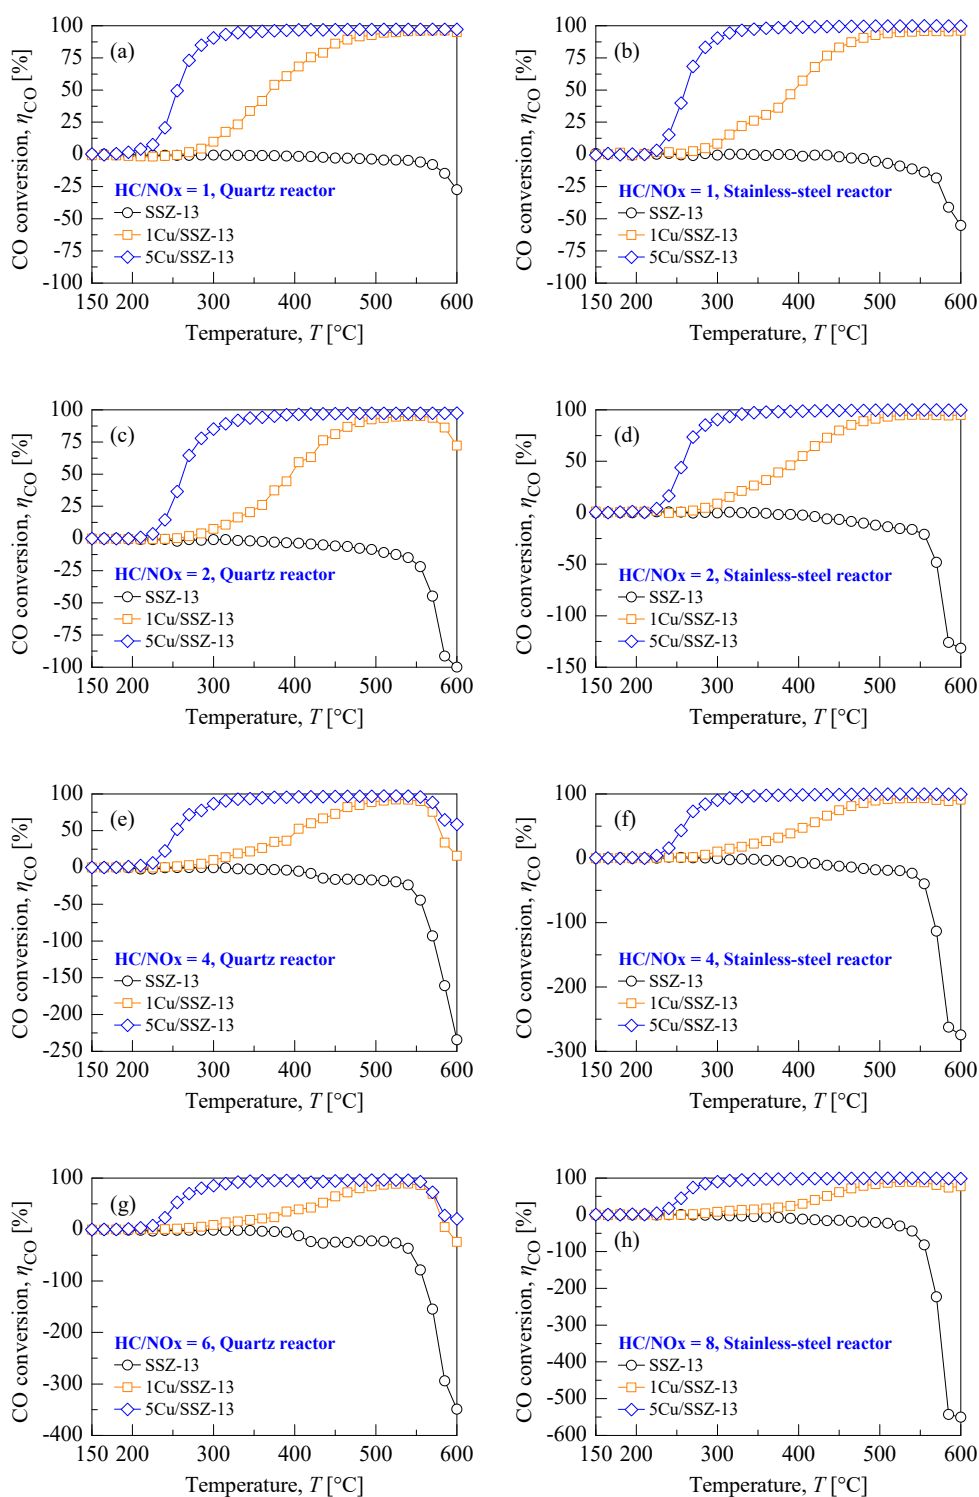 (a)
CO conversion, ηCO [%]
100
75
50
25
0
-25
-50
-75
-100
HC/NOx = 1, Quartz reactor
SSZ-13
1Cu/SSZ-13
5Cu/SSZ-13
150 200 300 400 500 600
Temperature, T [°C]
(b)
CO conversion, ηCO [%]
100
75
50
25
0
-25
-50
-75
-100
HC/NOx = 1, Stainless-steel reactor
SSZ-13
1Cu/SSZ-13
5Cu/SSZ-13
150 200 300 400 500 600
Temperature, T [°C]
(c)
CO conversion, ηCO [%]
100
75
50
25
0
-25
-50
-75
-100
HC/NOx = 2, Quartz reactor
SSZ-13
1Cu/SSZ-13
5Cu/SSZ-13
150 200 300 400 500 600
Temperature, T [°C]
(d)
CO conversion, ηCO [%]
100
50
0
-50
-100
-150
HC/NOx = 2, Stainless-steel reactor
SSZ-13
1Cu/SSZ-13
5Cu/SSZ-13
150 200 300 400 500 600
Temperature, T [°C]
(e)
CO conversion, ηCO [%]
100
50
0
-50
-100
-150
-200
-250
HC/NOx = 4, Quartz reactor
SSZ-13
1Cu/SSZ-13
5Cu/SSZ-13
150 200 300 400 500 600
Temperature, T [°C]
(f)
CO conversion, ηCO [%]
100
0
-100
-200
-300
HC/NOx = 4, Stainless-steel reactor
SSZ-13
1Cu/SSZ-13
5Cu/SSZ-13
150 200 300 400 500 600
Temperature, T [°C]
(g)
CO conversion, ηCO [%]
100
0
-100
-200
-300
-400
HC/NOx = 6, Quartz reactor
SSZ-13
1Cu/SSZ-13
5Cu/SSZ-13
150 200 300 400 500 600
Temperature, T [°C]
(h)
CO conversion, ηCO [%]
100
0
-100
-200
-300
-400
-500
-600
HC/NOx = 8, Stainless-steel reactor
SSZ-13
1Cu/SSZ-13
5Cu/SSZ-13
150 200 300 400 500 600
Temperature, T [°C]